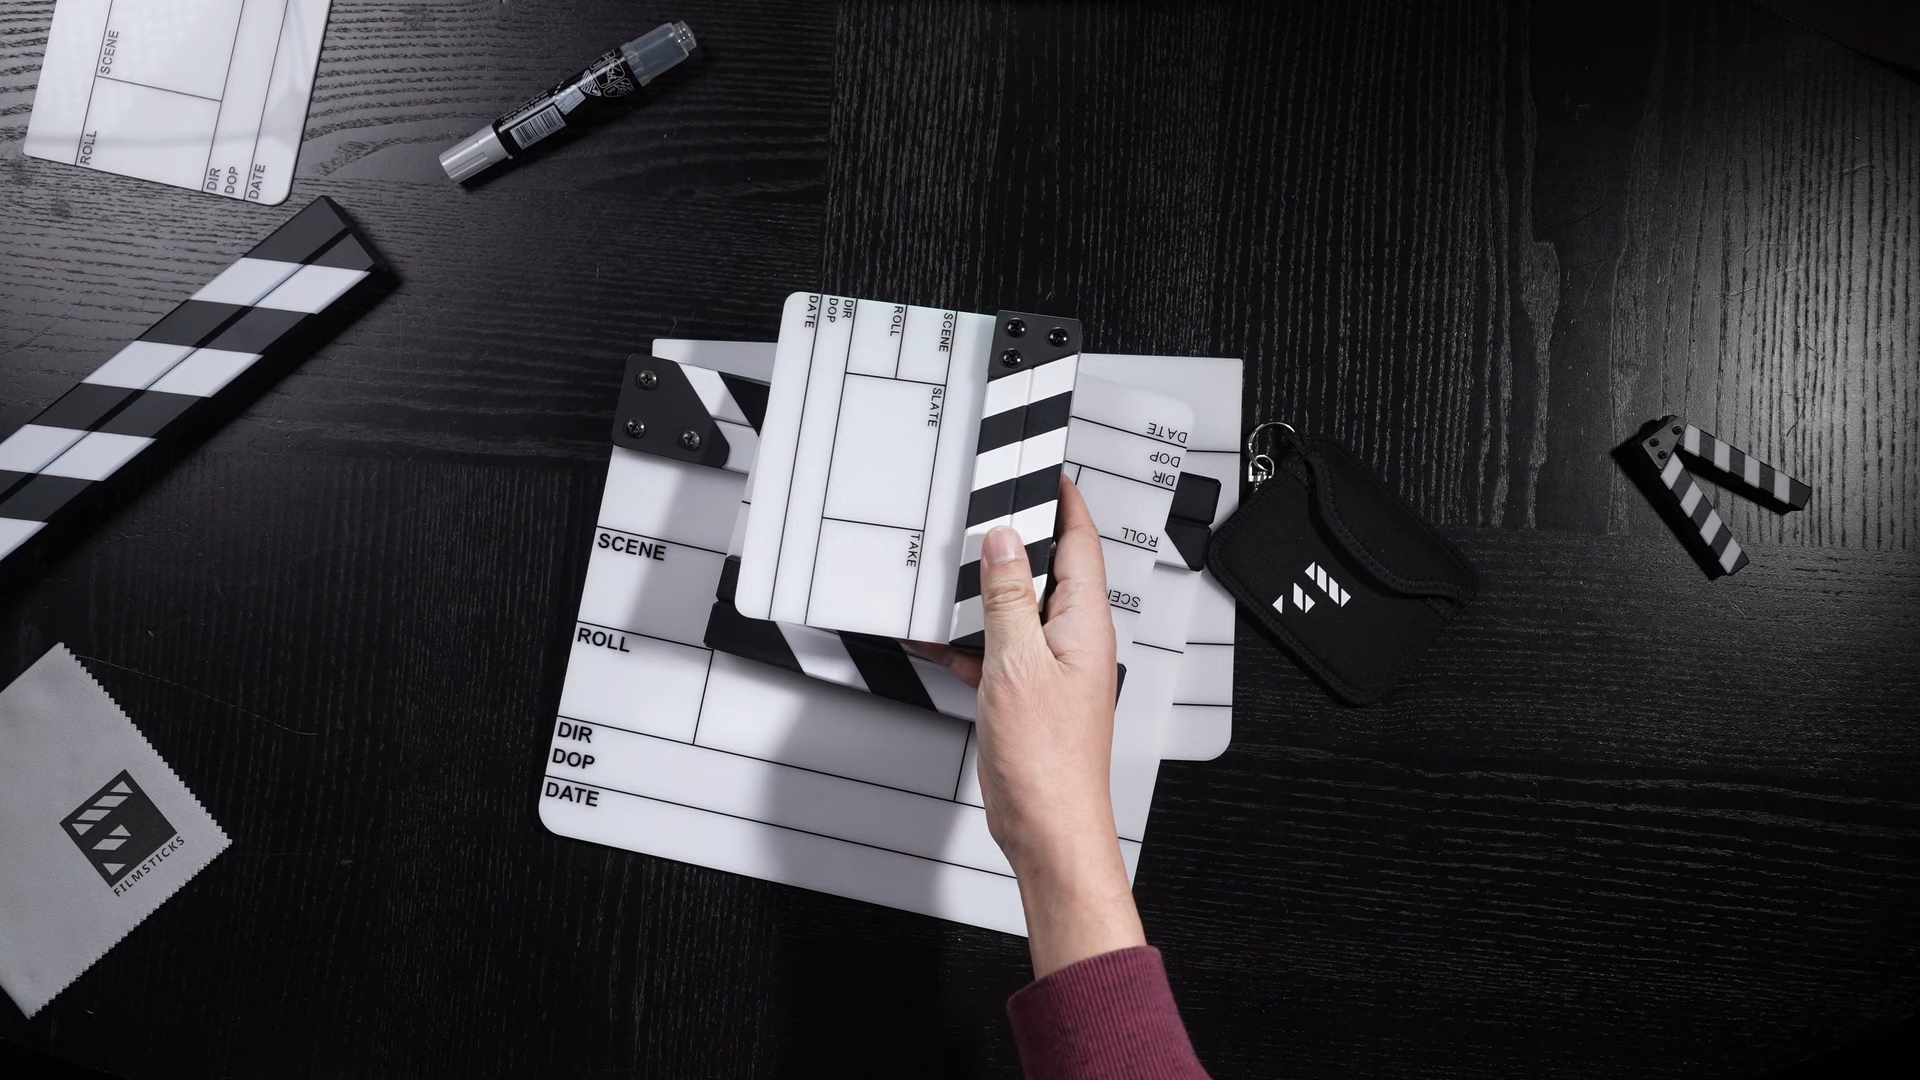 SCENE
ROLL
DIR
DOP
DATE
SCENE
ROLL
DIR
DOP
DATE
SLATE
TAKE
DATE
DOP
DIR
ROLL
SCENE
ROLL
DIR
DOP
DATE
FILMSTICKS